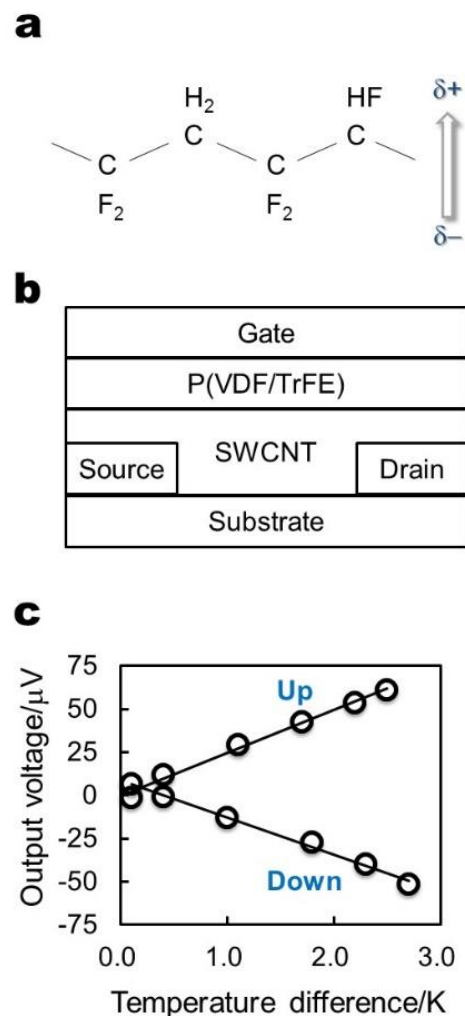 a
H₂ HF δ+
C C
C C
F₂ F₂ δ−
b
Gate
P(VDF/TrFE)
SWCNT
Source Drain
Substrate
c
75
Up
50
25
0
-25
-50 Down
-75
0.0 1.0 2.0 3.0
Output voltage/μV
Temperature difference/K